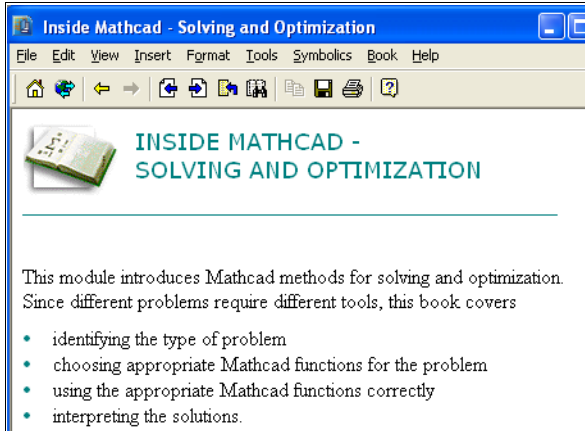 Inside Mathcad - Solving and Optimization
File Edit View Insert Format Tools Symbolics Book Help
INSIDE MATHCAD -
SOLVING AND OPTIMIZATION
This module introduces Mathcad methods for solving and optimization.
Since different problems require different tools, this book covers
• identifying the type of problem
• choosing appropriate Mathcad functions for the problem
• using the appropriate Mathcad functions correctly
• interpreting the solutions.